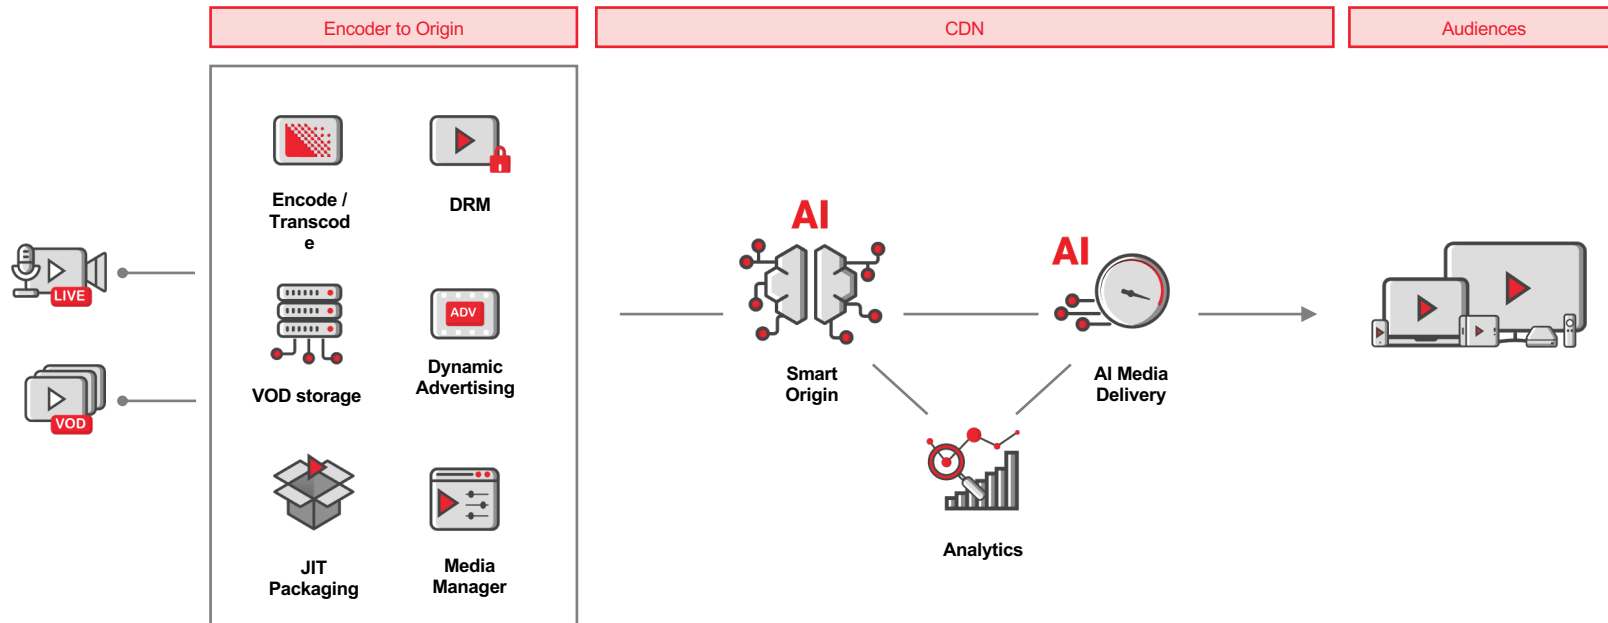 Encoder to Origin
CDN
Audiences
Encode /
Transcod
e
DRM
LIVE
VOD
VOD storage
ADV
Dynamic
Advertising
JIT
Packaging
Media
Manager
AI
Smart
Origin
AI
AI Media
Delivery
Analytics